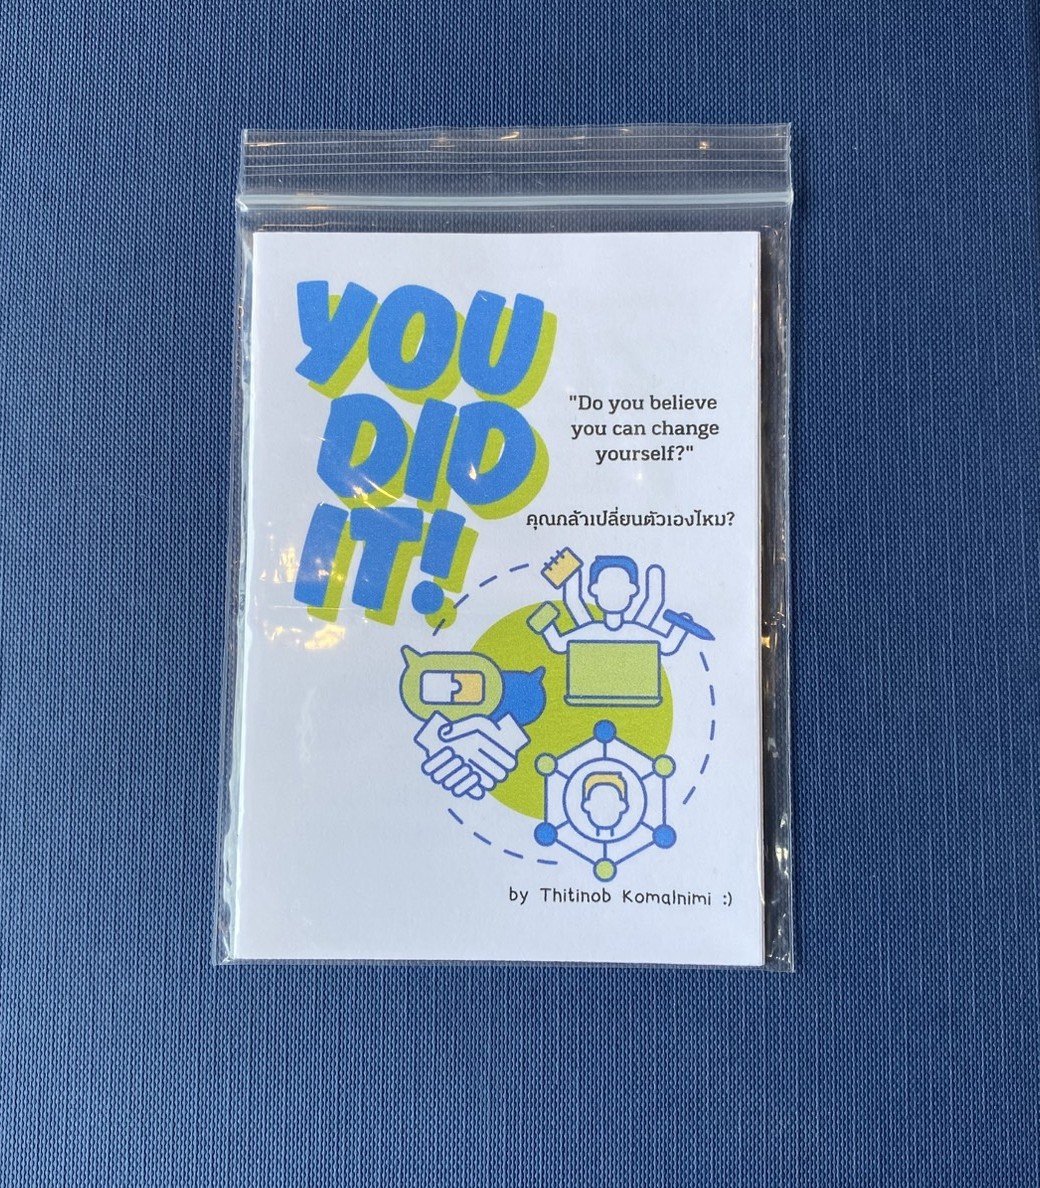 YOU
DID
IT!
"Do you believe
you can change
yourself?"
คุณกล้าเปลี่ยนตัวเองไหม?
by Thitinob Komalnimi :)